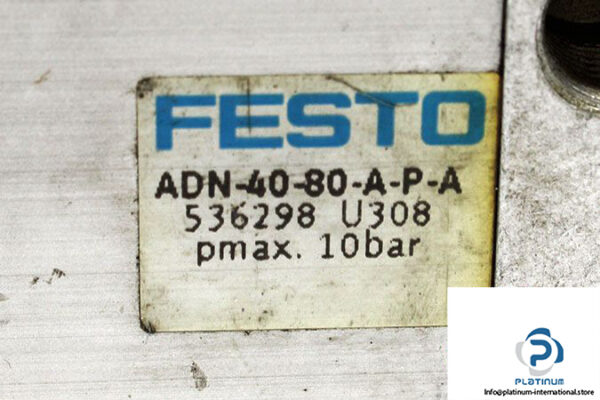 FESTO
ADN-40-80-A-P-A
536298 U308
pmax. 10bar
PLATINUM
Info@platinum-international.store